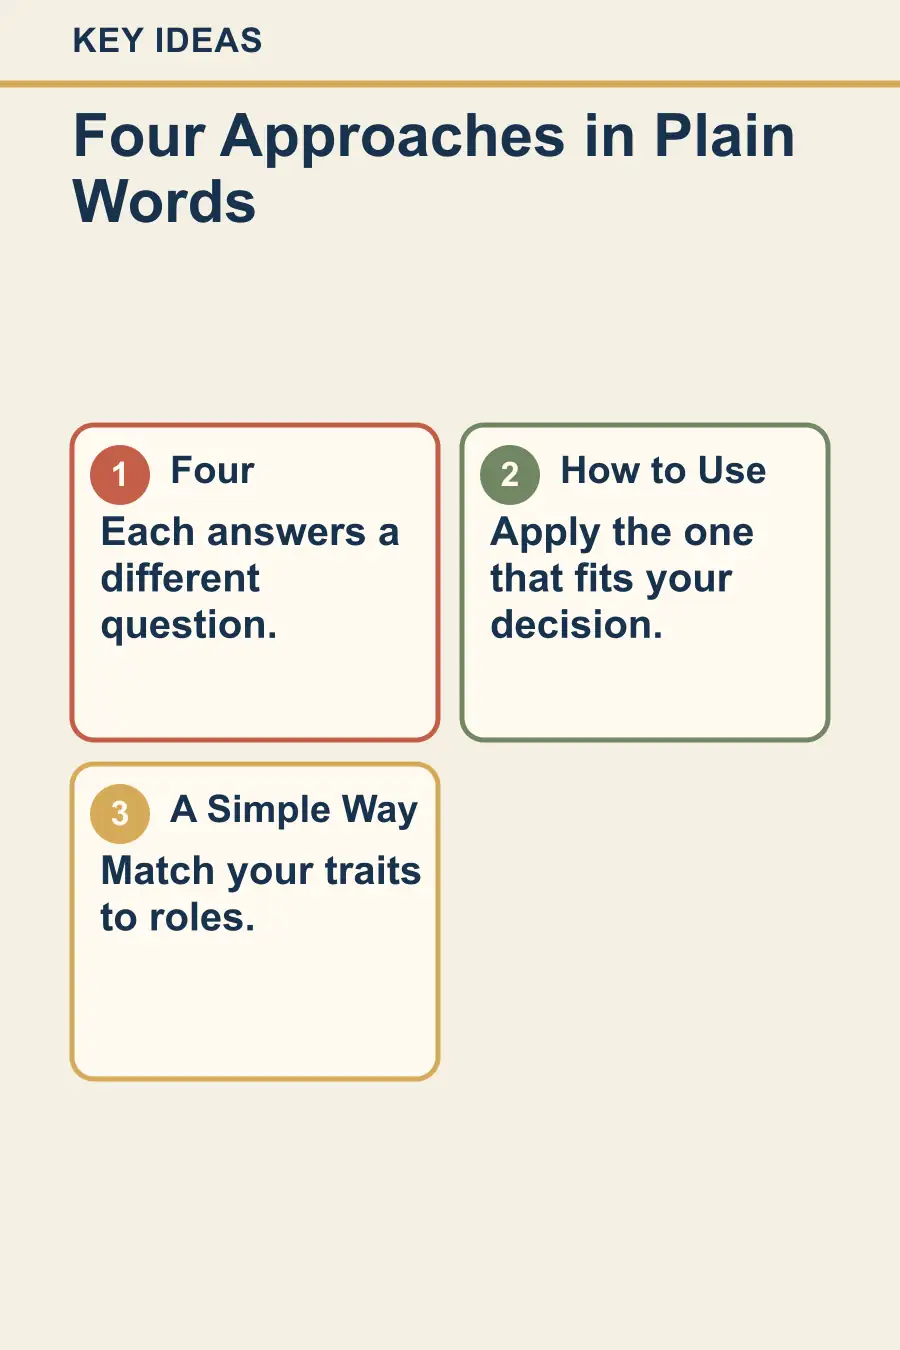 KEY IDEAS
Four Approaches in Plain
Words
1 Four
Each answers a
different
question.
2 How to Use
Apply the one
that fits your
decision.
3 A Simple Way
Match your traits
to roles.